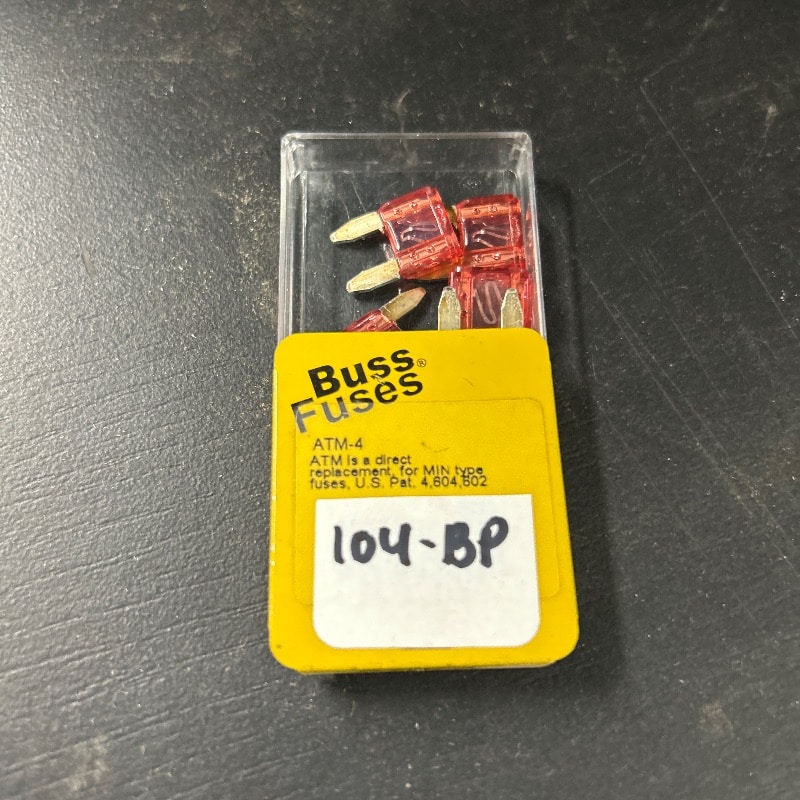 Buss®
Fuses
ATM-4
ATM is a direct
replacement, for MIN type
fuses, U.S. Pat. 4,604,602
104-BP